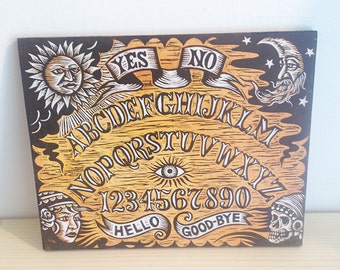 YES NO
ABCDEFGHIJKLM
NOPQRSTUVWXYZ
1234567890
HELLO GOOD-BYE